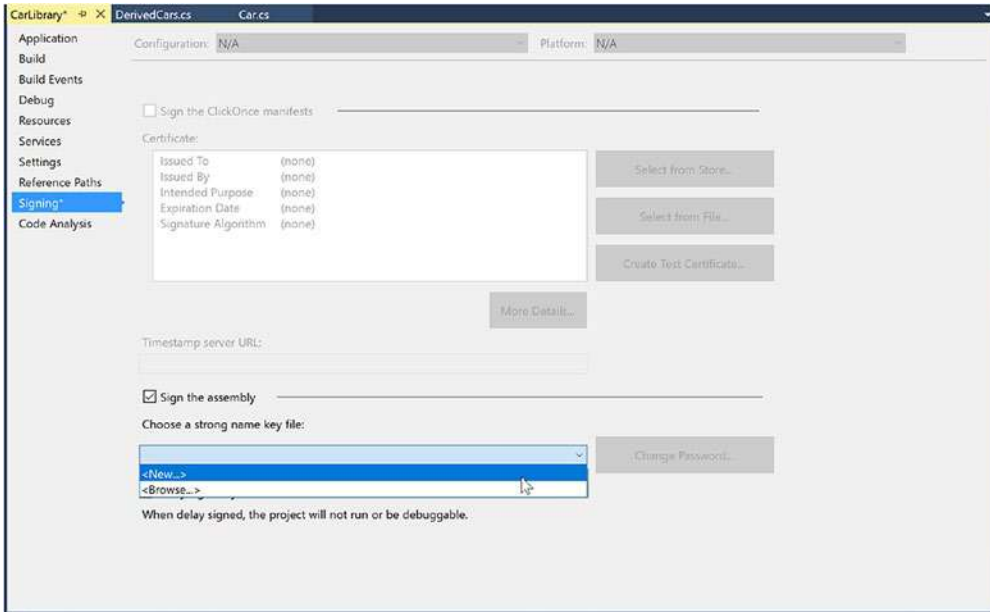 CarLibrary* DerivedCars.cs Car.cs
Application
Build
Build Events
Debug
Resources
Services
Settings
Reference Paths
Signing*
Code Analysis
Configuration: N/A Platform: N/A
Sign the ClickOnce manifests
Certificate:
Issued To (none)
Issued By (none)
Intended Purpose (none)
Expiration Date (none)
Signature Algorithm (none)
Select from Store...
Select from File...
Create Test Certificate...
More Details...
Timestamp server URL:
Sign the assembly
Choose a strong name key file:
Change Password...
<New...>
<Browse...>
When delay signed, the project will not run or be debuggable.